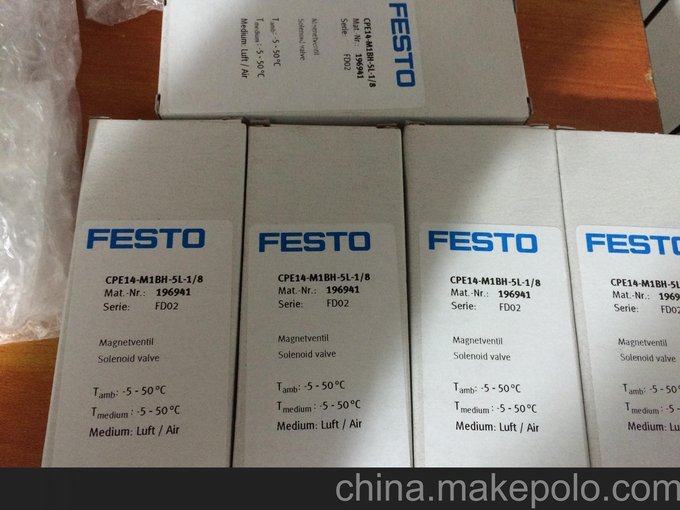 FESTO
CPE14-M1BH-5L-1/8
Mat.-Nr.: 196941
Serie: FD02
Magnetventil
Solenoid valve
Tamb: -5 - 50 °C
Tmedium: -5 - 50 °C
Medium: Luft / Air
FESTO
CPE14-M1BH-5L-1/8
Mat.-Nr.: 196941
Serie: FD02
Magnetventil
Solenoid valve
Tamb: -5 - 50 °C
Tmedium: -5 - 50 °C
Medium: Luft / Air
FESTO
CPE14-M1BH-5L-1/8
Mat.-Nr.: 196941
Serie: FD02
Magnetventil
Solenoid valve
Tamb: -5 - 50 °C
Tmedium: -5 - 50 °C
Medium: Luft / Air
FESTO
CPE14-M1BH-5L
Mat.-Nr.: 1969
Serie: FD02
Magnetventil
Solenoid valve
Tamb: -5 - 50 °
Tmedium: -5 - 50
Medium: Luft / A
FESTO
CPE14-M1BH-5L-1/8
Mat.-Nr.: 196941
Serie: FD02
Magnetventil
Solenoid valve
Tamb: -5 - 50 °C
Tmedium: -5 - 50 °C
Medium: Luft / Air
china.makepolo.com